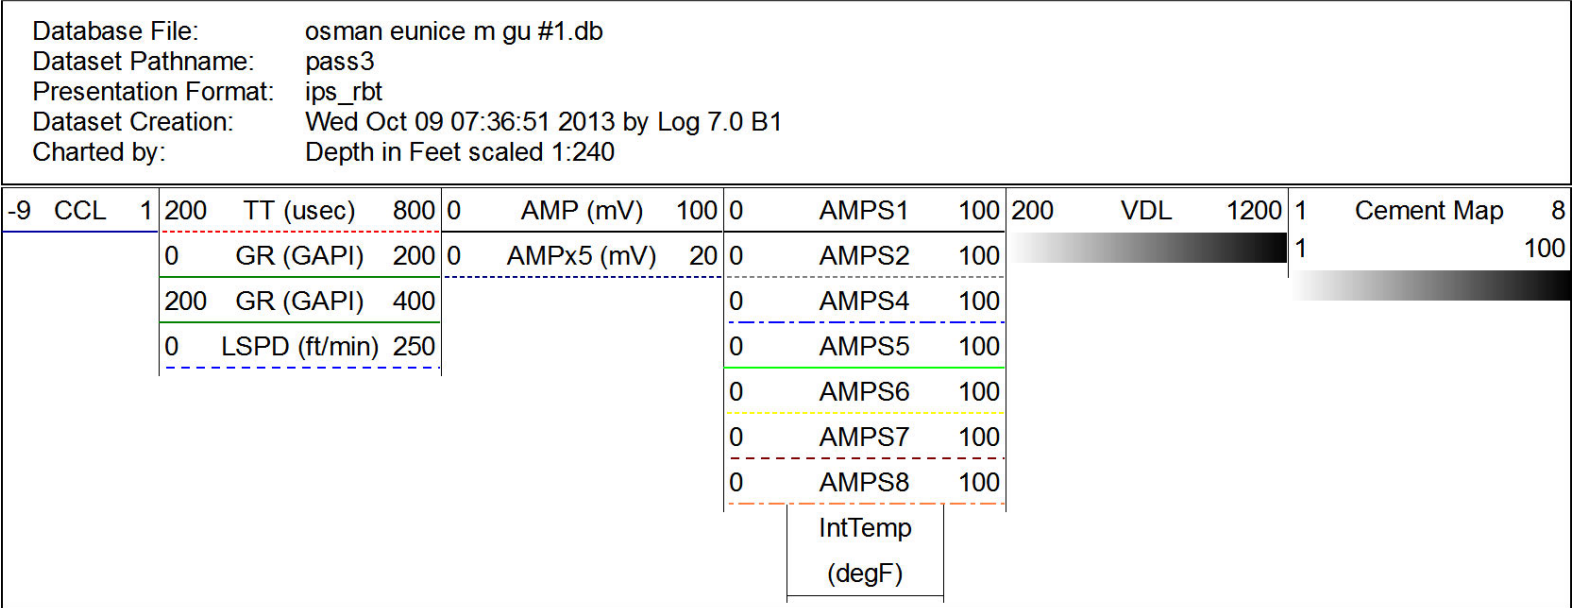 Database File: osman eunice m gu #1.db
Dataset Pathname: pass3
Presentation Format: ips_rbt
Dataset Creation: Wed Oct 09 07:36:51 2013 by Log 7.0 B1
Charted by: Depth in Feet scaled 1:240
-9 CCL 1 200 TT (usec) 800 0 AMP (mV) 100 0 AMPS1 100 200 VDL 1200 1 Cement Map 8
0 GR (GAPI) 200 0 AMPx5 (mV) 20 0 AMPS2 100 1 100
200 GR (GAPI) 400 0 AMPS4 100
0 LSPD (ft/min) 250 0 AMPS5 100
0 AMPS6 100
0 AMPS7 100
0 AMPS8 100
IntTemp
(degF)